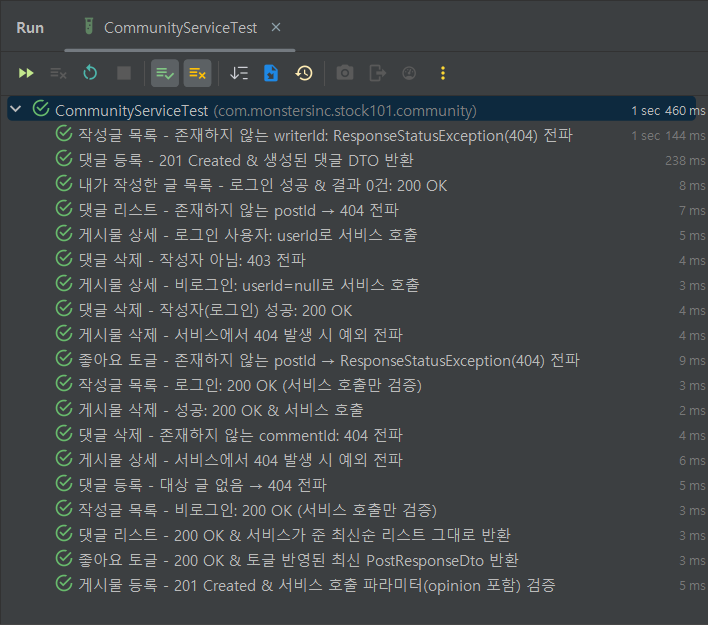 Run CommunityServiceTest ×
CommunityServiceTest (com.monstersinc.stock101.community) 1 sec 460 ms
작성글 목록 - 존재하지 않는 writerId: ResponseStatusException(404) 전파 1 sec 144 ms
댓글 등록 - 201 Created & 생성된 댓글 DTO 반환 238 ms
내가 작성한 글 목록 - 로그인 성공 & 결과 0건: 200 OK 8 ms
댓글 리스트 - 존재하지 않는 postId → 404 전파 7 ms
게시물 상세 - 로그인 사용자: userId로 서비스 호출 5 ms
댓글 삭제 - 작성자 아님: 403 전파 4 ms
게시물 상세 - 비로그인: userId=null로 서비스 호출 3 ms
댓글 삭제 - 작성자(로그인) 성공: 200 OK 4 ms
게시물 삭제 - 서비스에서 404 발생 시 예외 전파 4 ms
좋아요 토글 - 존재하지 않는 postId → ResponseStatusException(404) 전파 9 ms
작성글 목록 - 로그인: 200 OK (서비스 호출만 검증) 3 ms
게시물 삭제 - 성공: 200 OK & 서비스 호출 2 ms
댓글 삭제 - 존재하지 않는 commentId: 404 전파 4 ms
게시물 상세 - 서비스에서 404 발생 시 예외 전파 6 ms
댓글 등록 - 대상 글 없음 → 404 전파 5 ms
작성글 목록 - 비로그인: 200 OK (서비스 호출만 검증) 3 ms
댓글 리스트 - 200 OK & 서비스가 준 최신순 리스트 그대로 반환 3 ms
좋아요 토글 - 200 OK & 토글 반영된 최신 PostResponseDto 반환 3 ms
게시물 등록 - 201 Created & 서비스 호출 파라미터(opinion 포함) 검증 5 ms